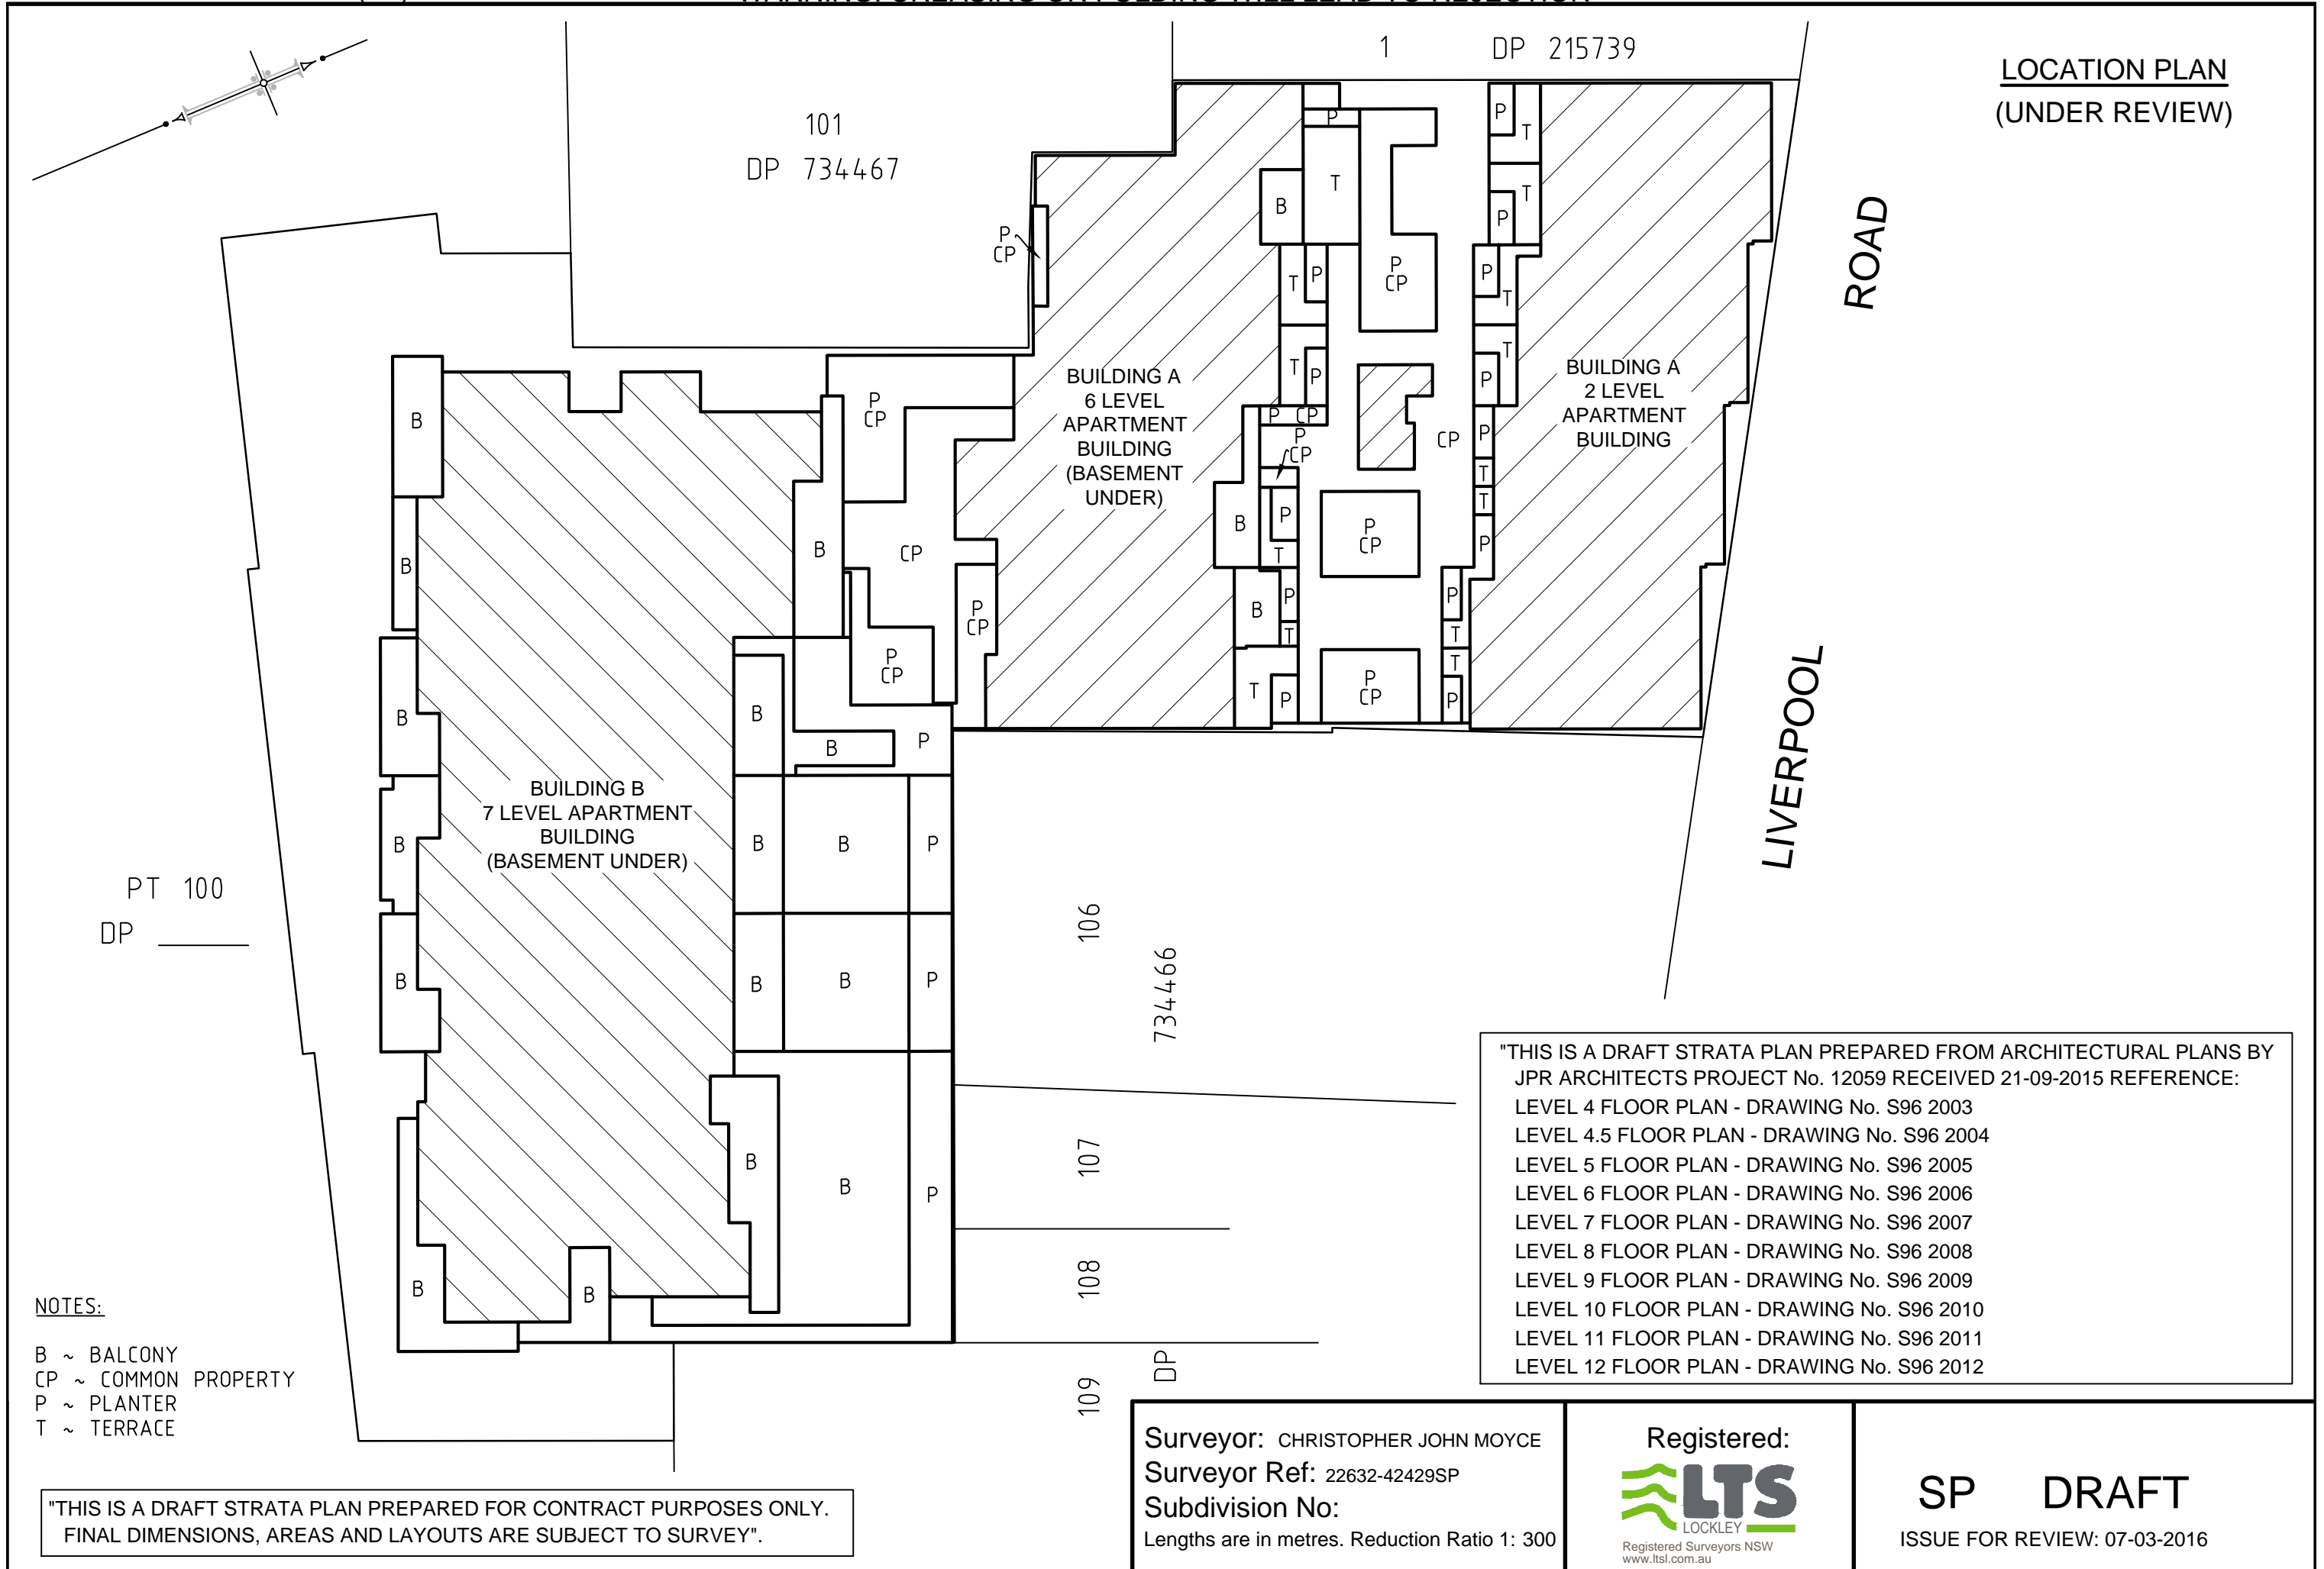 WARNING: CREASING OR FOLDING WILL LEAD TO REJECTION
LOCATION PLAN
(UNDER REVIEW)
1 DP 215739
101
DP 734467
ROAD
LIVERPOOL
P
T
P
T
B
P
CP
P
T
T
P
T
P
P
CP
P
T
T
P
P
T
T
P
BUILDING A
6 LEVEL
APARTMENT
BUILDING
(BASEMENT
UNDER)
BUILDING A
2 LEVEL
APARTMENT
BUILDING
P CP
P
CP
CP
P
T
T
P
B
P
T
P
CP
B
P
T
P
T
T
P
T
P
P
CP
B
P
CP
B
B
CP
P
CP
P
CP
B
B
B
P
BUILDING B
7 LEVEL APARTMENT
BUILDING
(BASEMENT UNDER)
B
B
B
P
B
B
B
P
B
B
P
B
B
PT 100
DP
106
107
108
109
DP
734466
NOTES:
B ~ BALCONY
CP ~ COMMON PROPERTY
P ~ PLANTER
T ~ TERRACE
"THIS IS A DRAFT STRATA PLAN PREPARED FROM ARCHITECTURAL PLANS BY
JPR ARCHITECTS PROJECT No. 12059 RECEIVED 21-09-2015 REFERENCE:
LEVEL 4 FLOOR PLAN - DRAWING No. S96 2003
LEVEL 4.5 FLOOR PLAN - DRAWING No. S96 2004
LEVEL 5 FLOOR PLAN - DRAWING No. S96 2005
LEVEL 6 FLOOR PLAN - DRAWING No. S96 2006
LEVEL 7 FLOOR PLAN - DRAWING No. S96 2007
LEVEL 8 FLOOR PLAN - DRAWING No. S96 2008
LEVEL 9 FLOOR PLAN - DRAWING No. S96 2009
LEVEL 10 FLOOR PLAN - DRAWING No. S96 2010
LEVEL 11 FLOOR PLAN - DRAWING No. S96 2011
LEVEL 12 FLOOR PLAN - DRAWING No. S96 2012
"THIS IS A DRAFT STRATA PLAN PREPARED FOR CONTRACT PURPOSES ONLY.
FINAL DIMENSIONS, AREAS AND LAYOUTS ARE SUBJECT TO SURVEY".
Surveyor: CHRISTOPHER JOHN MOYCE
Surveyor Ref: 22632-42429SP
Subdivision No:
Lengths are in metres. Reduction Ratio 1: 300
Registered:
LTS
LOCKLEY
Registered Surveyors NSW
www.ltsl.com.au
SP DRAFT
ISSUE FOR REVIEW: 07-03-2016